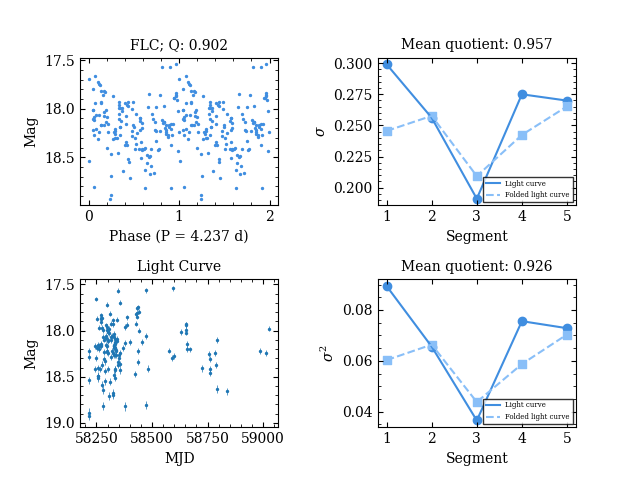 FLC; Q: 0.902
17.5
18.0
18.5
Mag
0
1
2
Phase (P = 4.237 d)
Mean quotient: 0.957
0.300
0.275
0.250
0.225
0.200
σ
Light curve
Folded light curve
1
2
3
4
5
Segment
Light Curve
17.5
18.0
18.5
19.0
Mag
58250
58500
58750
59000
MJD
Mean quotient: 0.926
0.08
0.06
0.04
σ²
Light curve
Folded light curve
1
2
3
4
5
Segment